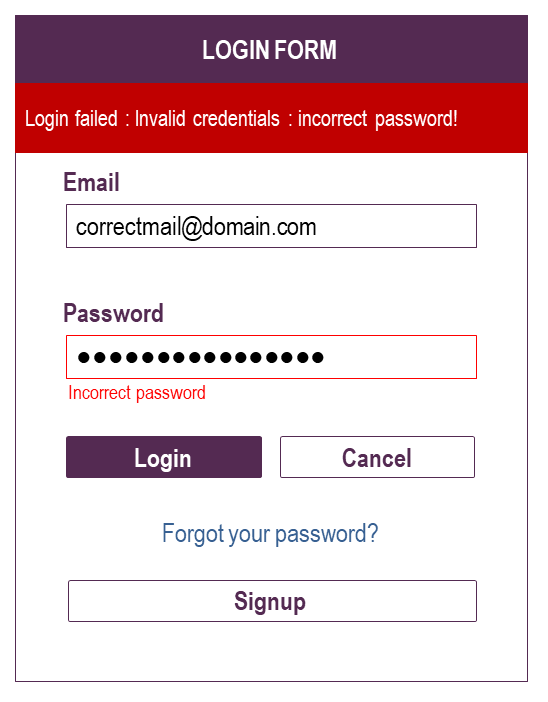 LOGIN FORM
Login failed : Invalid credentials : incorrect password!
Email
correctmail@domain.com
Password
●●●●●●●●●●●●●●●●
Incorrect password
Login Cancel
Forgot your password?
Signup